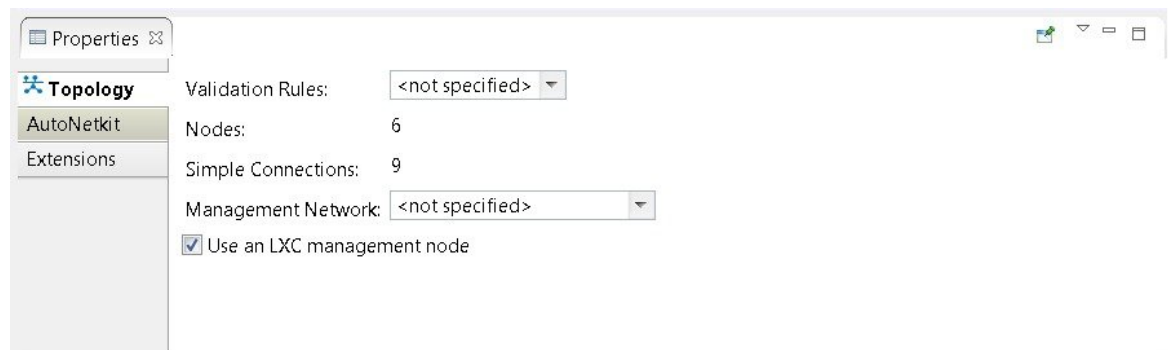 Properties
Topology
Validation Rules: <not specified>
AutoNetkit
Nodes: 6
Extensions
Simple Connections: 9
Management Network: <not specified>
Use an LXC management node